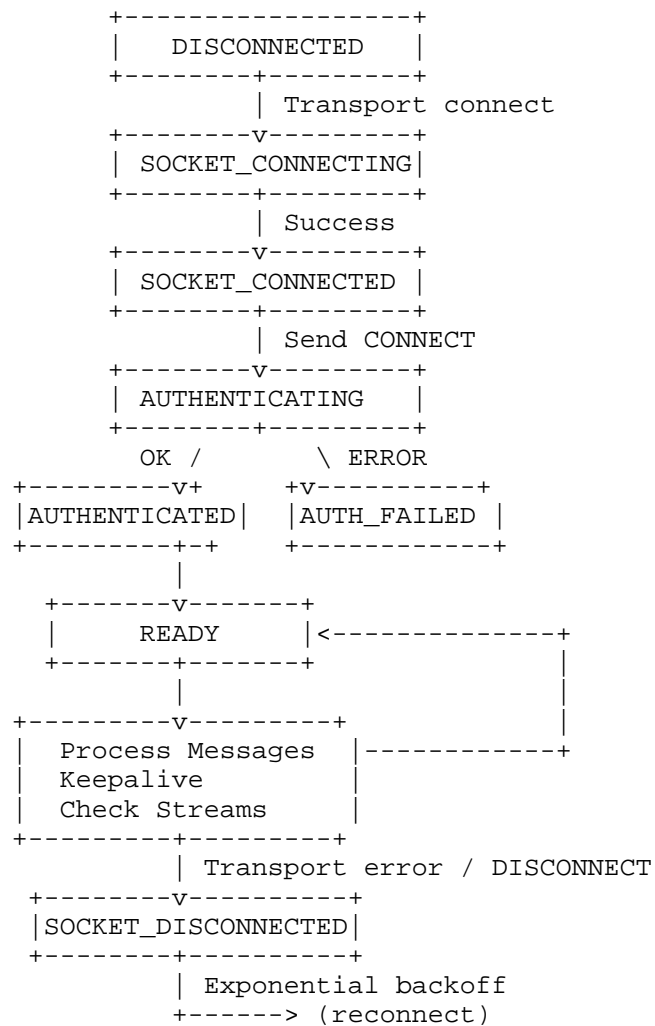 DISCONNECTED
Transport connect
SOCKET_CONNECTING
Success
SOCKET_CONNECTED
Send CONNECT
AUTHENTICATING
OK / \ ERROR
AUTHENTICATED AUTH_FAILED
READY
Process Messages
Keepalive
Check Streams
Transport error / DISCONNECT
SOCKET_DISCONNECTED
Exponential backoff
(reconnect)